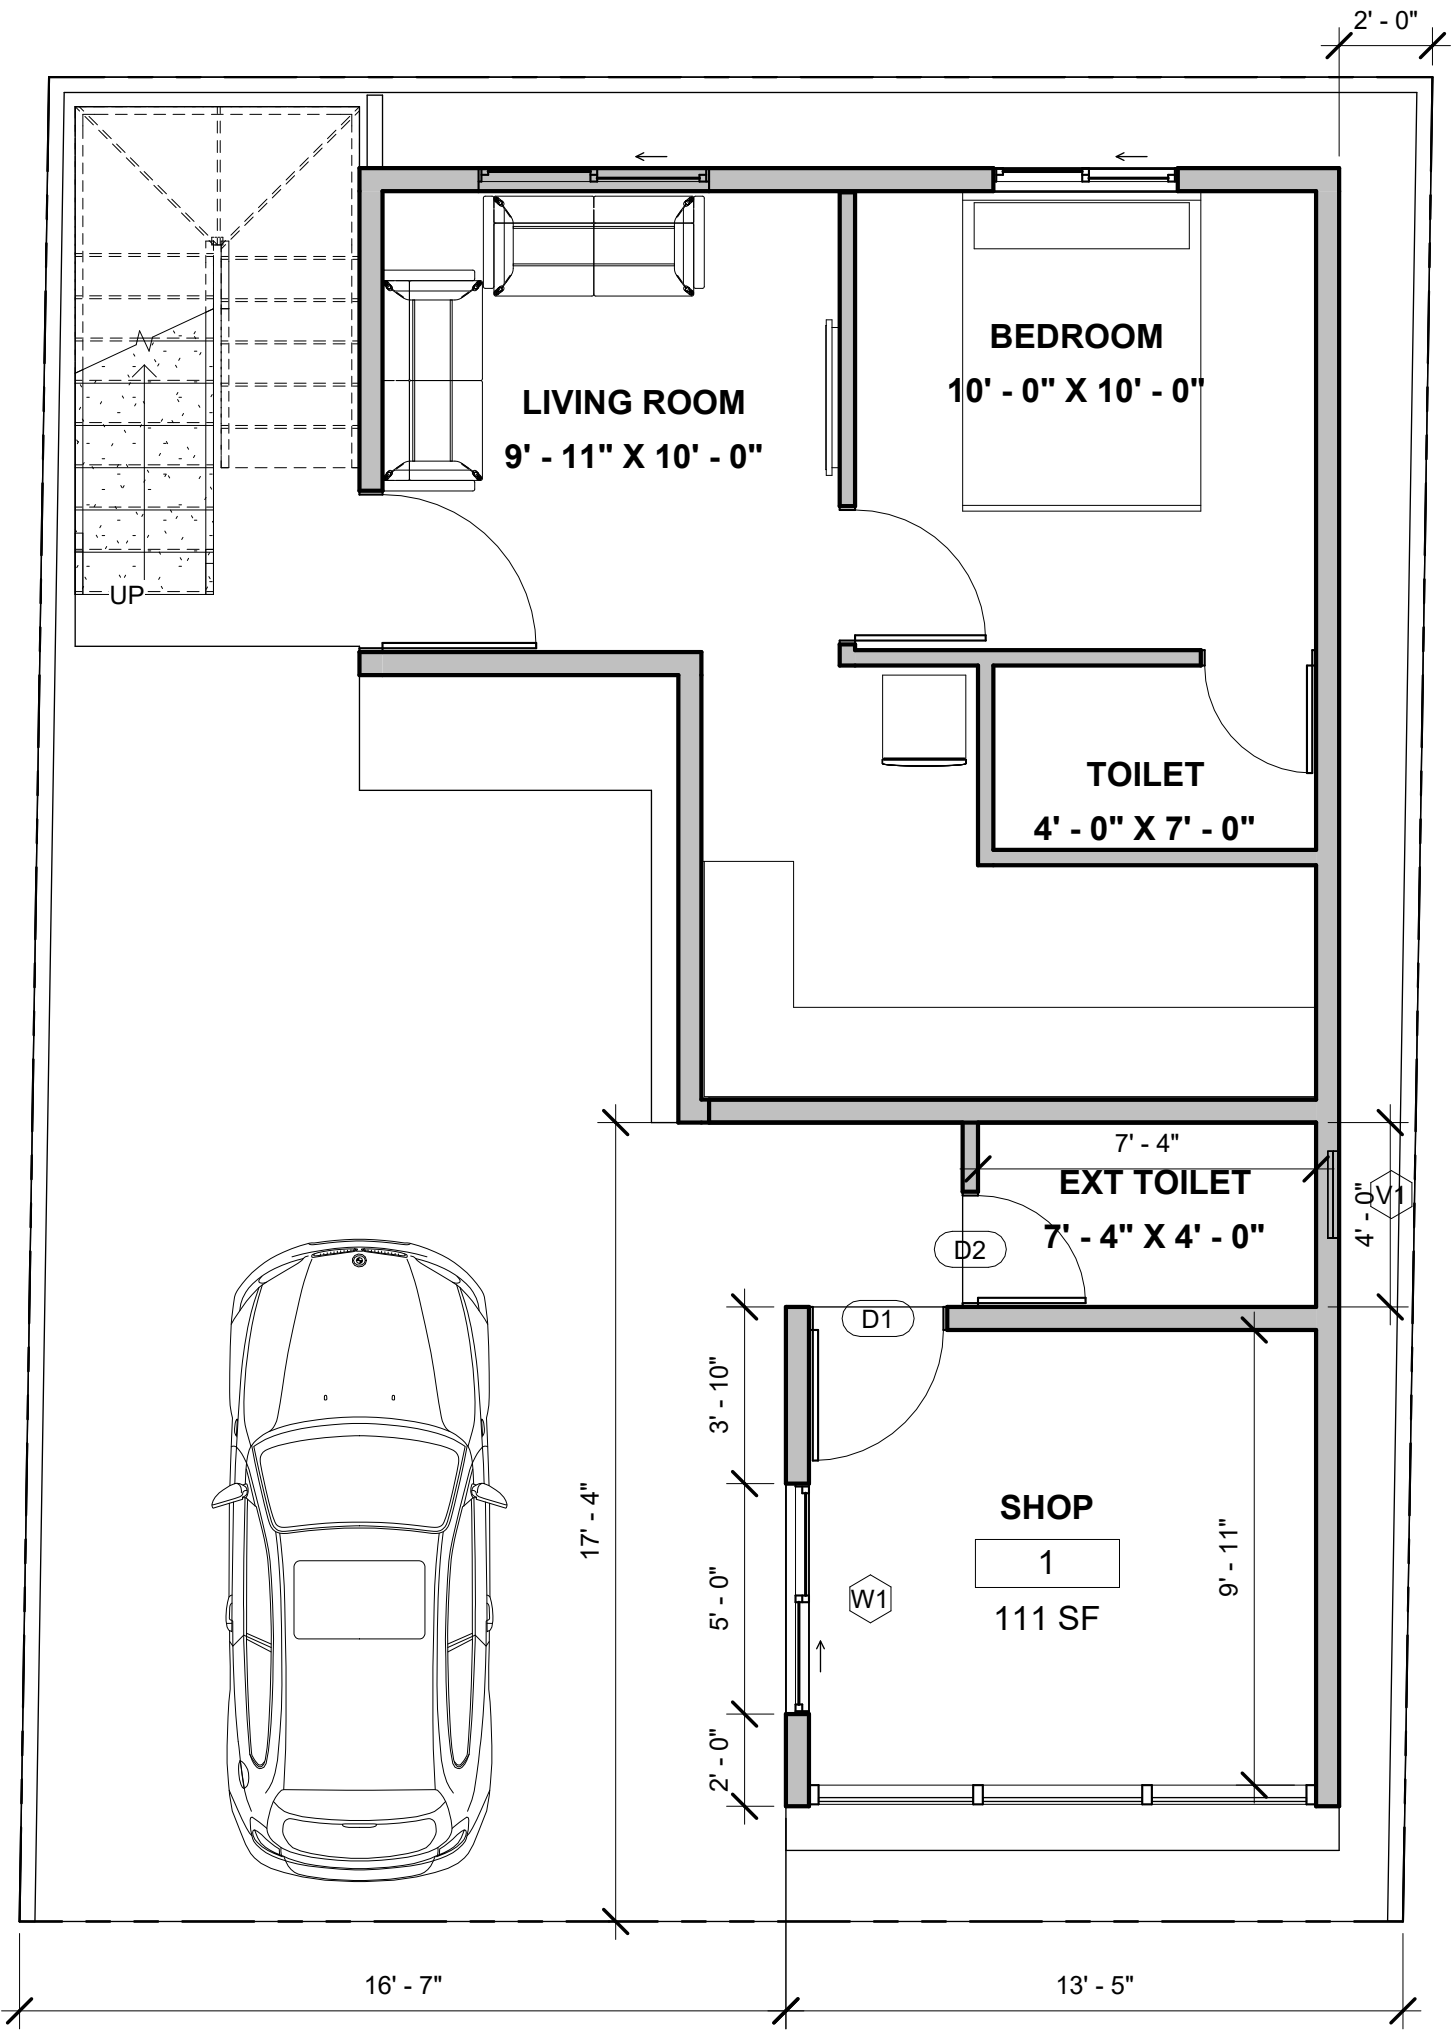 2' - 0"
BEDROOM
10' - 0" X 10' - 0"
LIVING ROOM
9' - 11" X 10' - 0"
UP
TOILET
4' - 0" X 7' - 0"
7' - 4"
EXT TOILET
7' - 4" X 4' - 0"
4' - 0"
V1
D2
D1
3' - 10"
17' - 4"
5' - 0"
2' - 0"
SHOP
1
111 SF
W1
9' - 11"
16' - 7"
13' - 5"